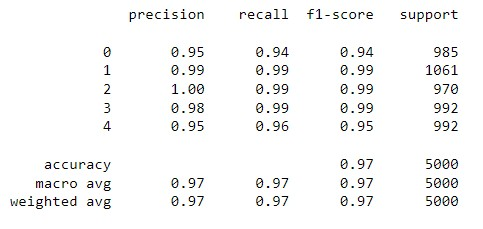 precision recall f1-score support
0 0.95 0.94 0.94 985
1 0.99 0.99 0.99 1061
2 1.00 0.99 0.99 970
3 0.98 0.99 0.99 992
4 0.95 0.96 0.95 992
accuracy 0.97 5000
macro avg 0.97 0.97 0.97 5000
weighted avg 0.97 0.97 0.97 5000